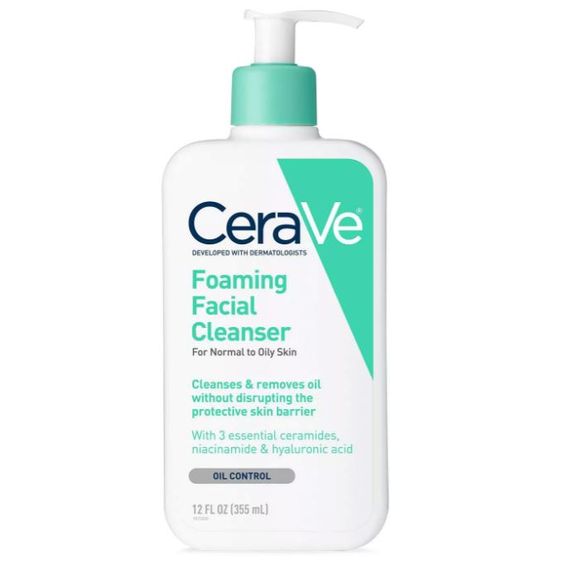 CeraVe®
DEVELOPED WITH DERMATOLOGISTS
Foaming
Facial
Cleanser
For Normal to Oily Skin
Cleanses & removes oil
without disrupting the
protective skin barrier
With 3 essential ceramides,
niacinamide & hyaluronic acid
OIL CONTROL
12 FL OZ (355 mL)